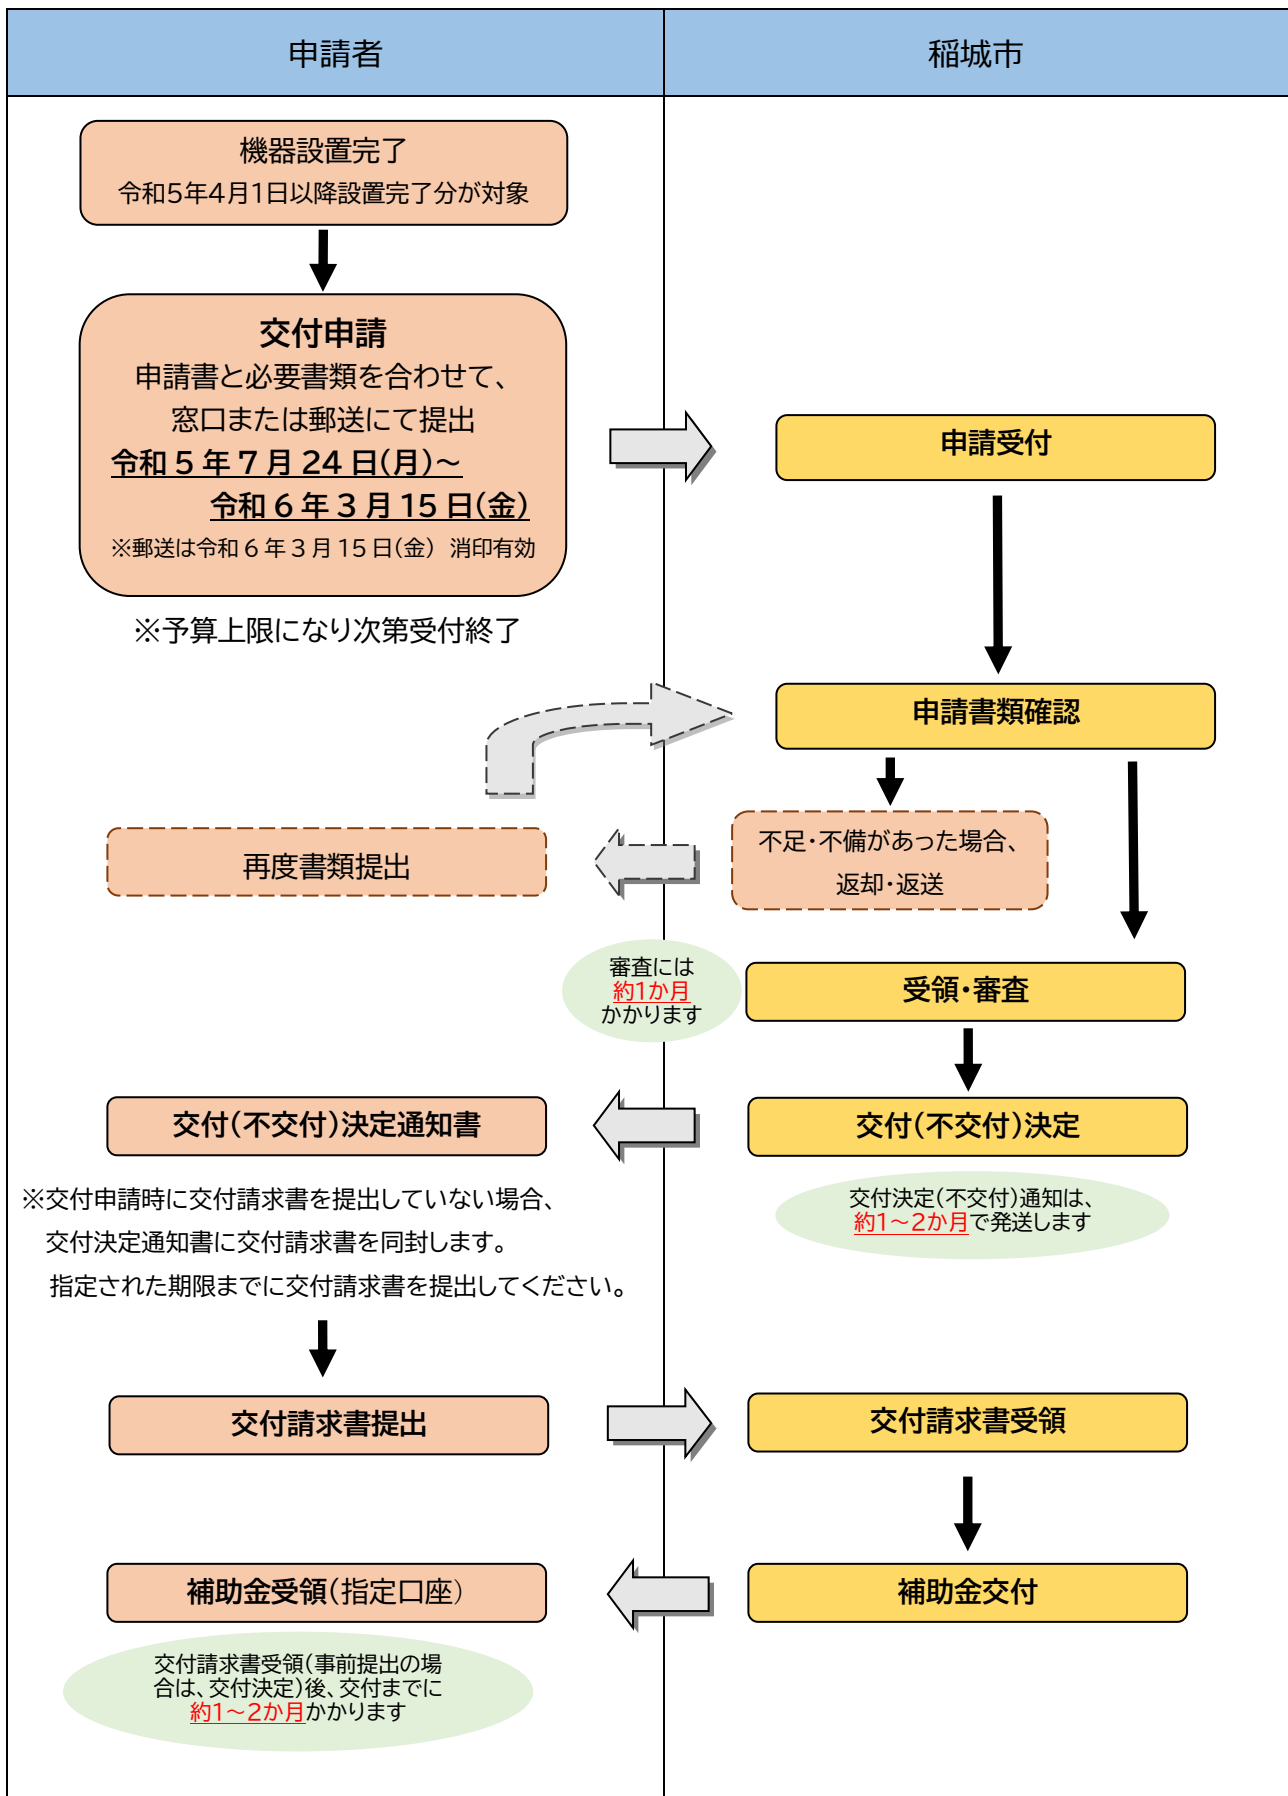 申請者
稲城市
機器設置完了
令和5年4月1日以降設置完了分が対象
交付申請
申請書と必要書類を合わせて、
窓口または郵送にて提出
令和5年7月24日(月)～
令和6年3月15日(金)
※郵送は令和6年3月15日(金) 消印有効
※予算上限になり次第受付終了
申請受付
申請書類確認
不足・不備があった場合、
返却・返送
再度書類提出
審査には
約1か月
かかります
受領・審査
交付(不交付)決定
交付(不交付)決定通知書
交付決定(不交付)通知は、
約1～2か月で発送します
※交付申請時に交付請求書を提出していない場合、
交付決定通知書に交付請求書を同封します。
指定された期限までに交付請求書を提出してください。
交付請求書提出
交付請求書受領
補助金交付
補助金受領(指定口座)
交付請求書受領(事前提出の場
合は、交付決定)後、交付までに
約1～2か月かかります